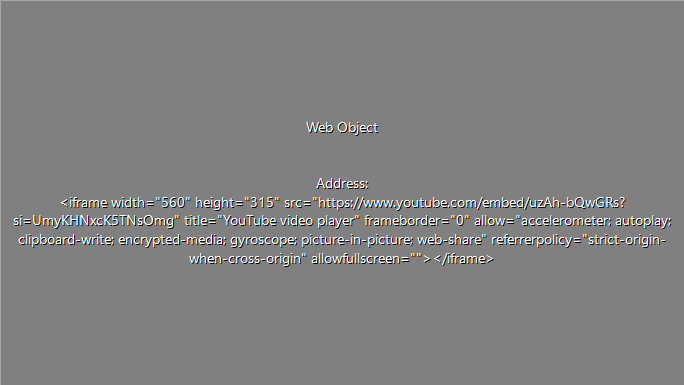 Web Object
Address:
<iframe width="560" height="315" src="https://www.youtube.com/embed/uzAh-bQwGRs?
si=UmyKHNxcK5TNsOmg" title="YouTube video player" frameborder="0" allow="accelerometer; autoplay;
clipboard-write; encrypted-media; gyroscope; picture-in-picture; web-share" referrerpolicy="strict-origin-
when-cross-origin" allowfullscreen=""></iframe>